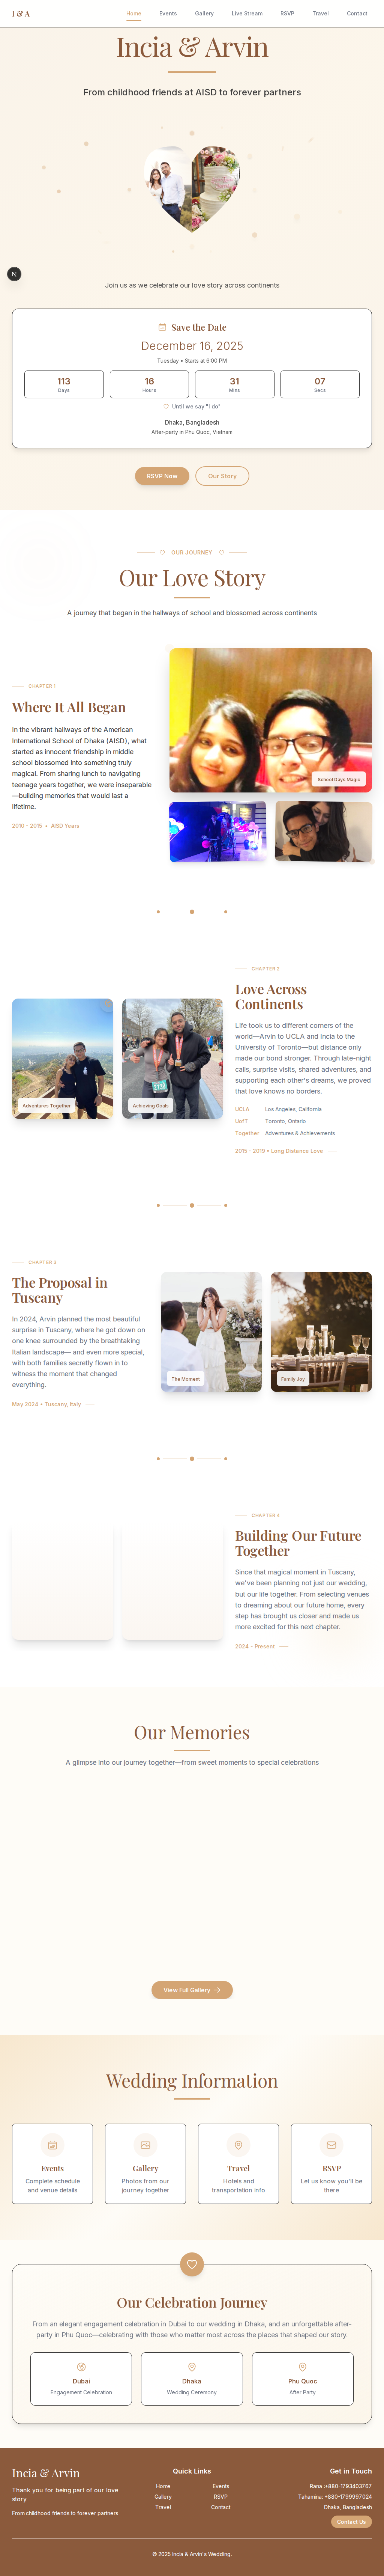 I & A
Home
Events
Gallery
Live Stream
RSVP
Travel
Contact
Incia & Arvin
From childhood friends at AISD to forever partners
N
Join us as we celebrate our love story across continents
Save the Date
December 16, 2025
Tuesday • Starts at 6:00 PM
113
Days
16
Hours
31
Mins
07
Secs
Until we say "I do"
Dhaka, Bangladesh
After-party in Phu Quoc, Vietnam
RSVP Now
Our Story
OUR JOURNEY
Our Love Story
A journey that began in the hallways of school and blossomed across continents
CHAPTER 1
Where It All Began
In the vibrant hallways of the American
International School of Dhaka (AISD), what
started as innocent friendship in middle
school blossomed into something truly
magical. From sharing lunch to navigating
teenage years together, we were inseparable
—building memories that would last a
lifetime.
2010 - 2015 • AISD Years
School Days Magic
CHAPTER 2
Love Across
Continents
Life took us to different corners of the
world—Arvin to UCLA and Incia to the
University of Toronto—but distance only
made our bond stronger. Through late-night
calls, surprise visits, shared adventures, and
supporting each other's dreams, we proved
that love knows no borders.
UCLA
Los Angeles, California
UofT
Toronto, Ontario
Together
Adventures & Achievements
2015 - 2019 • Long Distance Love
Adventures Together
Achieving Goals
CHAPTER 3
The Proposal in
Tuscany
In 2024, Arvin planned the most beautiful
surprise in Tuscany, where he got down on
one knee surrounded by the breathtaking
Italian landscape— and even more special,
with both families secretly flown in to
witness the moment that changed
everything.
May 2024 • Tuscany, Italy
The Moment
Family Joy
CHAPTER 4
Building Our Future
Together
Since that magical moment in Tuscany,
we've been planning not just our wedding,
but our life together. From selecting venues
to dreaming about our future home, every
step has brought us closer and made us
more excited for this next chapter.
2024 - Present
Our Memories
A glimpse into our journey together—from sweet moments to special celebrations
View Full Gallery
Wedding Information
Events
Complete schedule
and venue details
Gallery
Photos from our
journey together
Travel
Hotels and
transportation info
RSVP
Let us know you'll be
there
Our Celebration Journey
From an elegant engagement celebration in Dubai to our wedding in Dhaka, and an unforgettable after-
party in Phu Quoc—celebrating with those who matter most across the places that shaped our story.
Dubai
Engagement Celebration
Dhaka
Wedding Ceremony
Phu Quoc
After Party
Incia & Arvin
Thank you for being part of our love
story
From childhood friends to forever partners
Quick Links
Home
Events
Gallery
RSVP
Travel
Contact
Get in Touch
Rana :+880-1793403767
Tahamina: +880-1799997024
Dhaka, Bangladesh
Contact Us
© 2025 Incia & Arvin's Wedding.